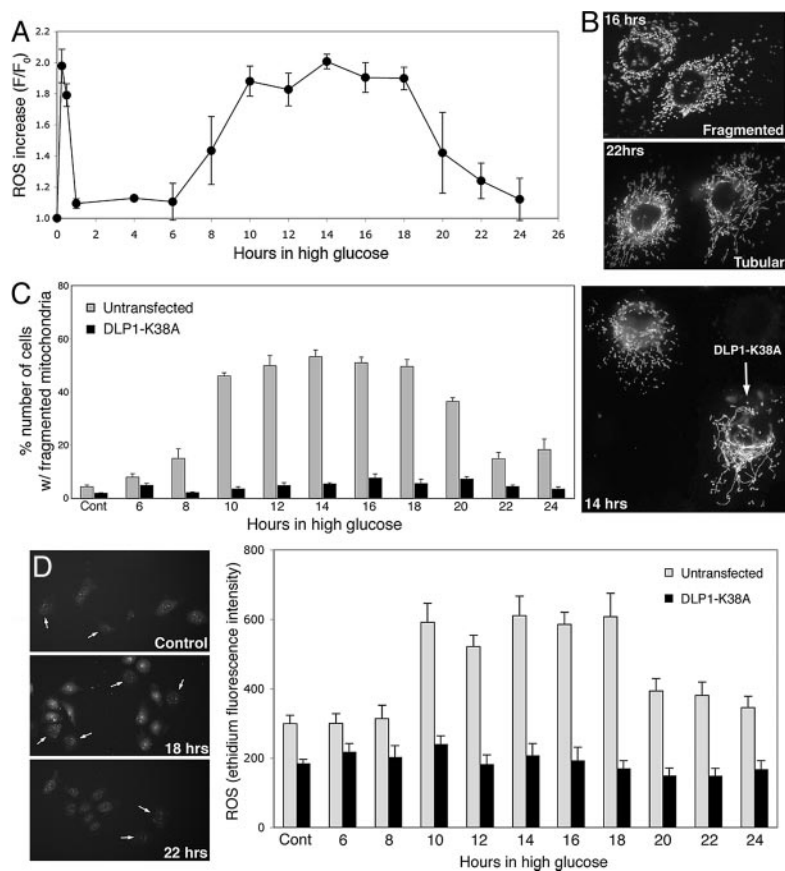 A
ROS increase (F/F0)
2.2
2.0
1.8
1.6
1.4
1.2
1.0
0 2 4 6 8 10 12 14 16 18 20 22 24 26
Hours in high glucose
B
16 hrs
Fragmented
22hrs
Tubular
C
% number of cells
w/ fragmented mitochondria
80
60
40
20
0
Untransfected
DLP1-K38A
Cont 6 8 10 12 14 16 18 20 22 24
Hours in high glucose
DLP1-K38A
14 hrs
D
Control
18 hrs
22 hrs
ROS (ethidium fluorescence intensity)
800
600
400
200
0
Untransfected
DLP1-K38A
Cont 6 8 10 12 14 16 18 20 22 24
Hours in high glucose